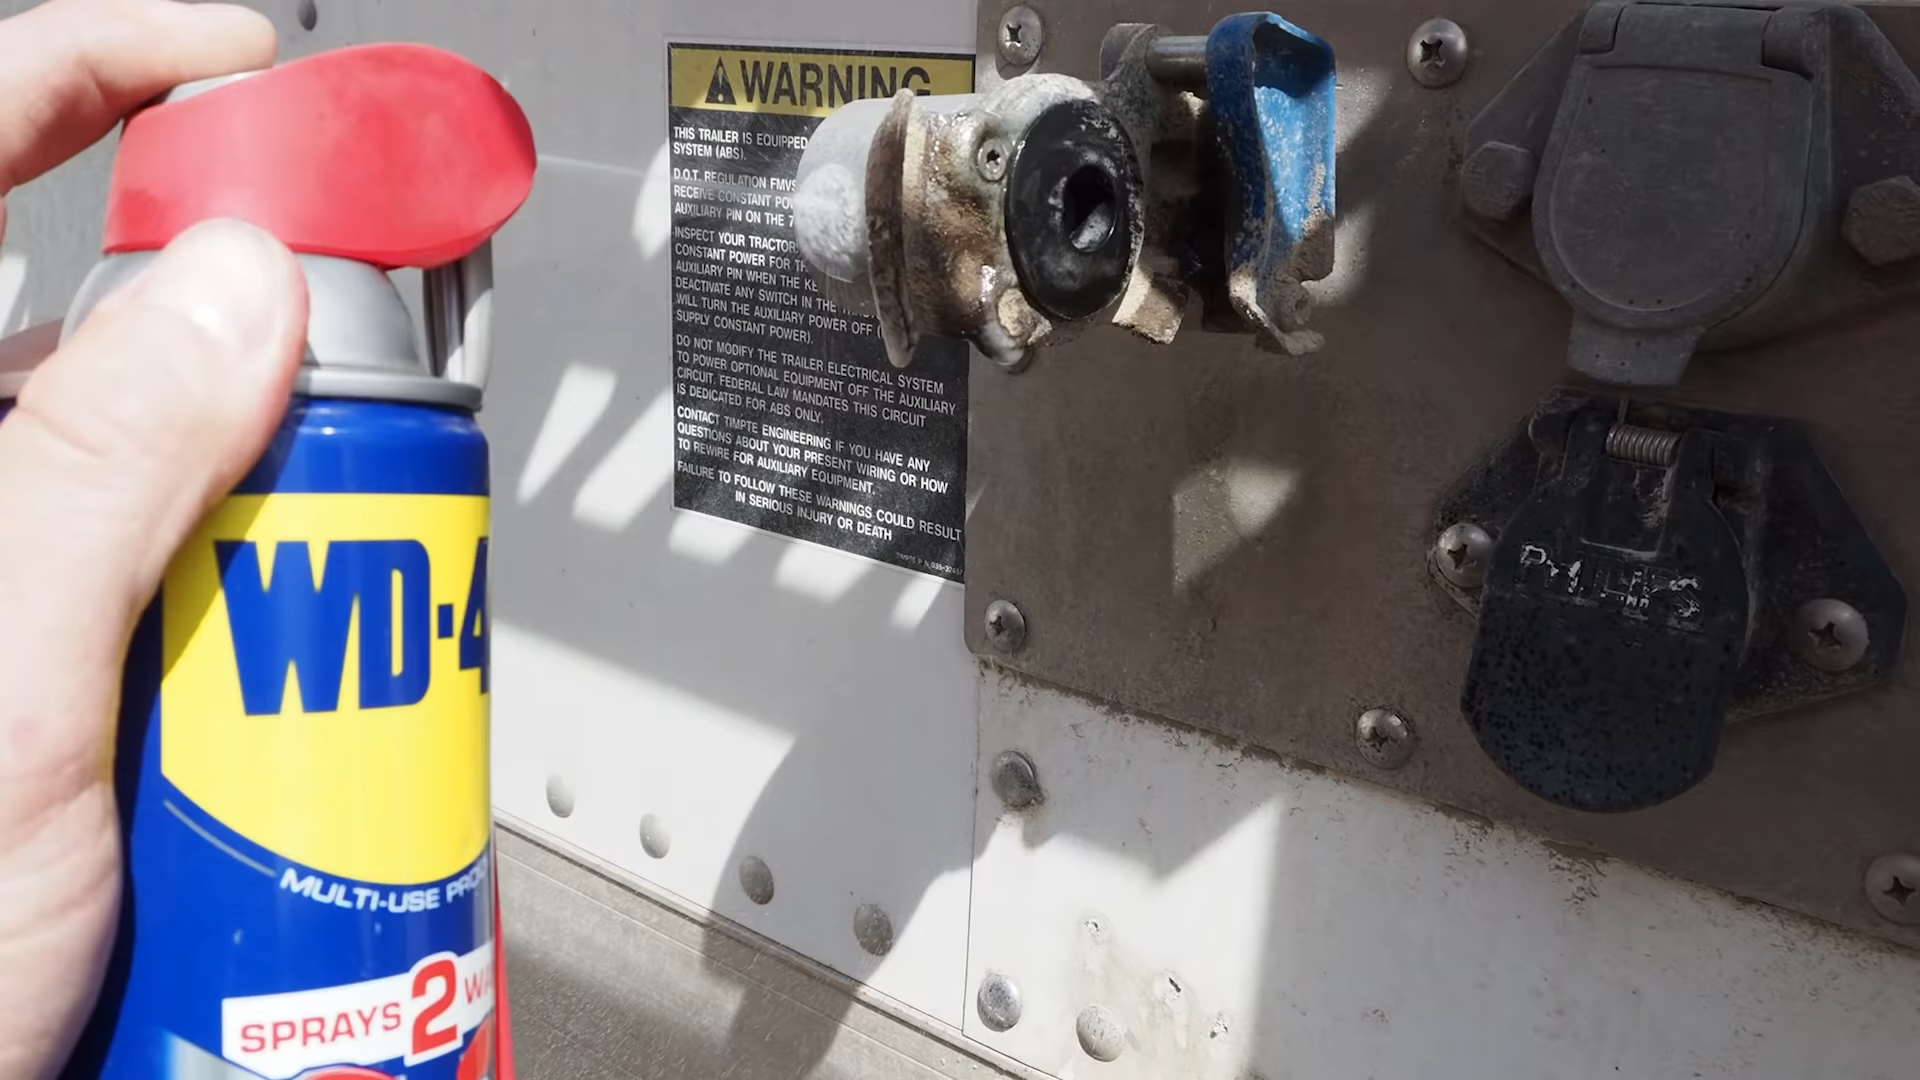 WARNING
THIS TRAILER IS EQUIPPED
SYSTEM (ABS).
D.O.T. REGULATION FMVS
RECEIVE CONSTANT POW
AUXILIARY PIN ON THE 7
INSPECT YOUR TRACTOR
CONSTANT POWER FOR TH
AUXILIARY PIN WHEN THE KE
DEACTIVATE ANY SWITCH IN THE TRAC
WILL TURN THE AUXILIARY POWER OFF (
SUPPLY CONSTANT POWER).
DO NOT MODIFY THE TRAILER ELECTRICAL SYSTEM
TO POWER OPTIONAL EQUIPMENT OFF THE AUXILIARY
CIRCUIT. FEDERAL LAW MANDATES THIS CIRCUIT
IS DEDICATED FOR ABS ONLY.
CONTACT TIMPTE ENGINEERING IF YOU HAVE ANY
QUESTIONS ABOUT YOUR PRESENT WIRING OR HOW
TO REWIRE FOR AUXILIARY EQUIPMENT.
FAILURE TO FOLLOW THESE WARNINGS COULD RESULT
IN SERIOUS INJURY OR DEATH
TIMPTE P/N
PHILLIPS
WD-4
MULTI-USE PRO
SPRAYS 2 WA